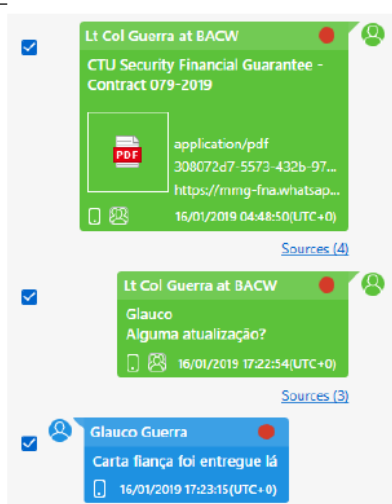 Lt Col Guerra at BACW
CTU Security Financial Guarantee -
Contract 079-2019
PDF
application/pdf
308072d7-5573-432b-97...
https://mmg-fna.whatsap...
16/01/2019 04:48:50(UTC+0)
Sources (4)
Lt Col Guerra at BACW
Glauco
Alguma atualização?
16/01/2019 17:22:54(UTC+0)
Sources (3)
Glauco Guerra
Carta fiança foi entregue lá
16/01/2019 17:23:15(UTC+0)